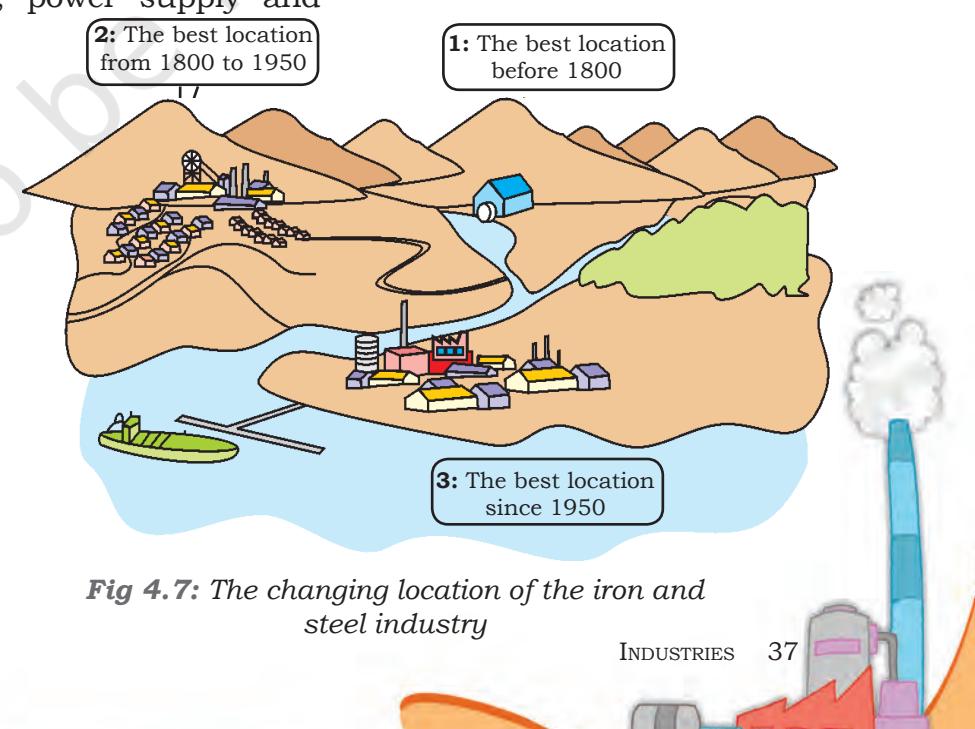 power supply and
2: The best location
from 1800 to 1950
1: The best location
before 1800
3: The best location
since 1950
Fig 4.7: The changing location of the iron and
steel industry
INDUSTRIES 37
o be